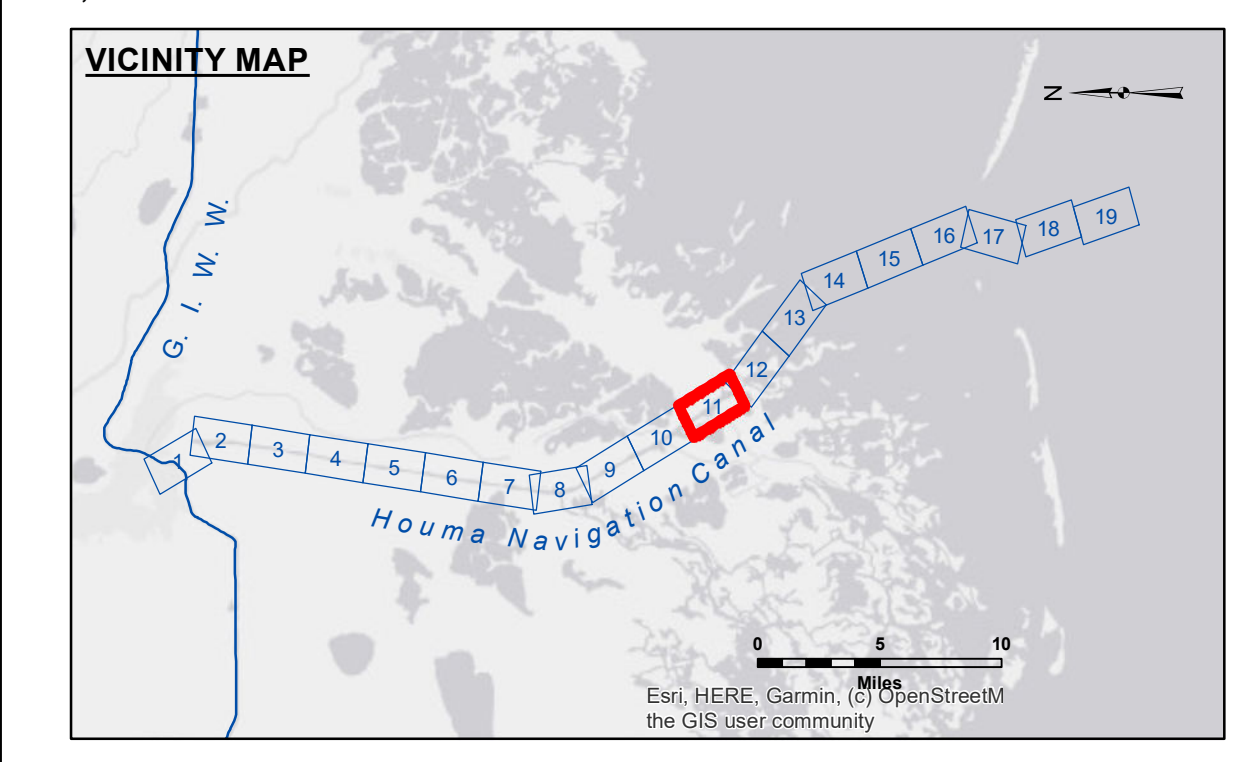 VICINITY MAP
N
G. I. W. W.
1
2
3
4
5
6
7
8
9
10
11
12
13
14
15
16
17
18
19
Houma Navigation Canal
0 5 10
Miles
Esri, HERE, Garmin, (c) OpenStreetM
the GIS user community